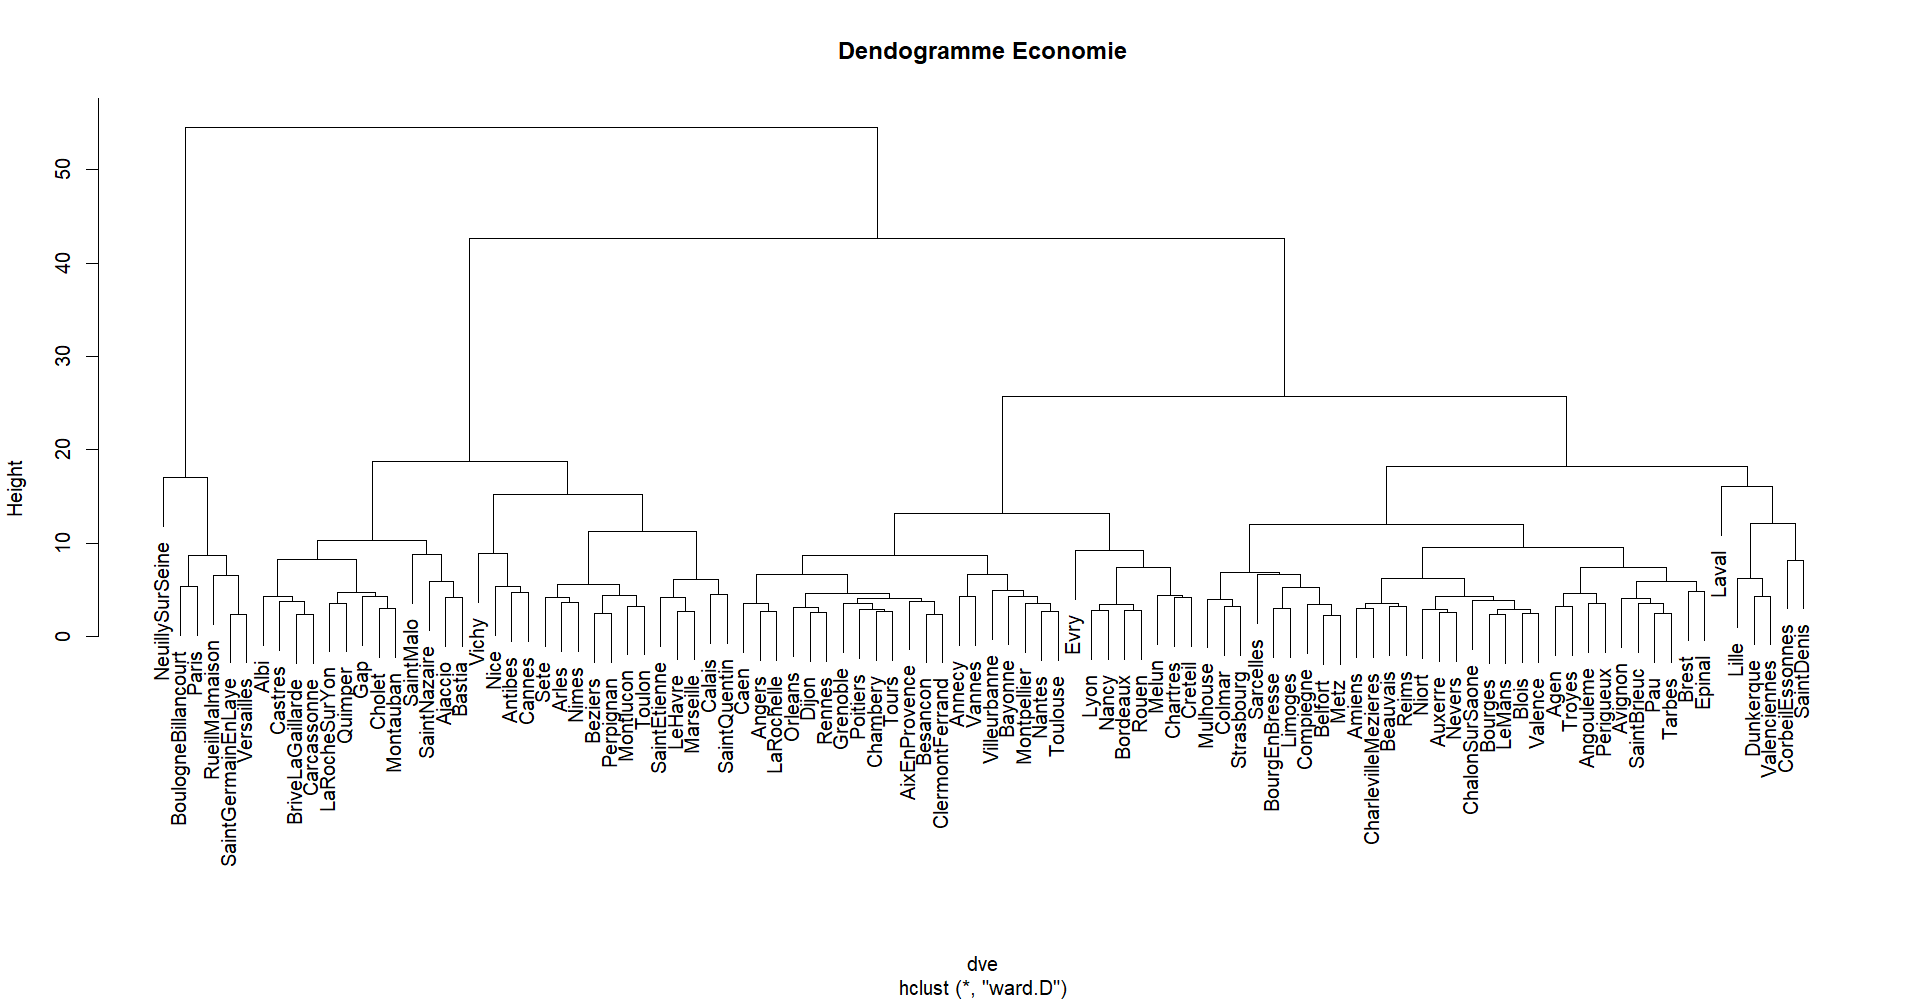 Dendogramme Economie
Height
0
10
20
30
40
50
NeuillySurSeine
BoulogneBillancourt
Paris
RueilMalmaison
SaintGermainEnLaye
Versailles
Albi
Castres
BriveLaGaillarde
Carcassonne
LaRocheSurYon
Quimper
Gap
Cholet
Montauban
SaintMalo
SaintNazaire
Ajaccio
Bastia
Vichy
Nice
Antibes
Cannes
Sete
Arles
Nimes
Beziers
Perpignan
Montlucon
Toulon
SaintEtienne
LeHavre
Marseille
Calais
SaintQuentin
Caen
Angers
LaRochelle
Orleans
Dijon
Rennes
Grenoble
Poitiers
Chambery
Tours
AixEnProvence
Besancon
ClermontFerrand
Annecy
Vannes
Villeurbanne
Bayonne
Montpellier
Nantes
Toulouse
Evry
Lyon
Nancy
Bordeaux
Rouen
Melun
Chartres
Creteil
Mulhouse
Colmar
Strasbourg
Sarcelles
BourgEnBresse
Limoges
Compiegne
Belfort
Metz
Amiens
CharlevilleMezieres
Beauvais
Reims
Niort
Auxerre
Nevers
ChalonSurSaone
Bourges
LeMans
Blois
Valence
Agen
Troyes
Angouleme
Perigueux
Avignon
SaintBrieuc
Pau
Tarbes
Brest
Epinal
Laval
Lille
Dunkerque
Valenciennes
CorbeilEssonnes
SaintDenis
dve
hclust (*, "ward.D")